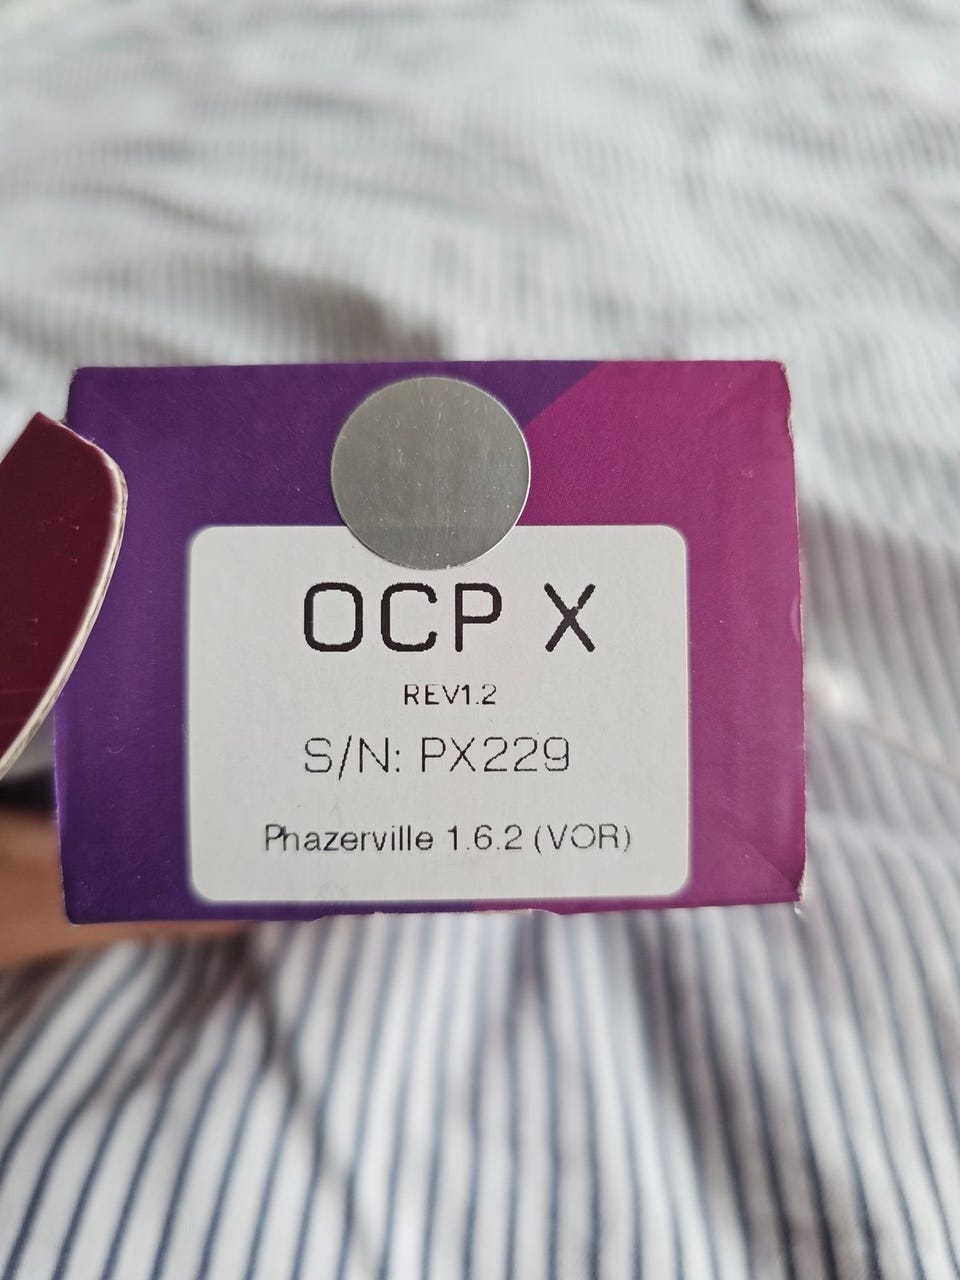 OCP X
REV1.2
S/N: PX229
Phazerville 1.6.2 (VOR)